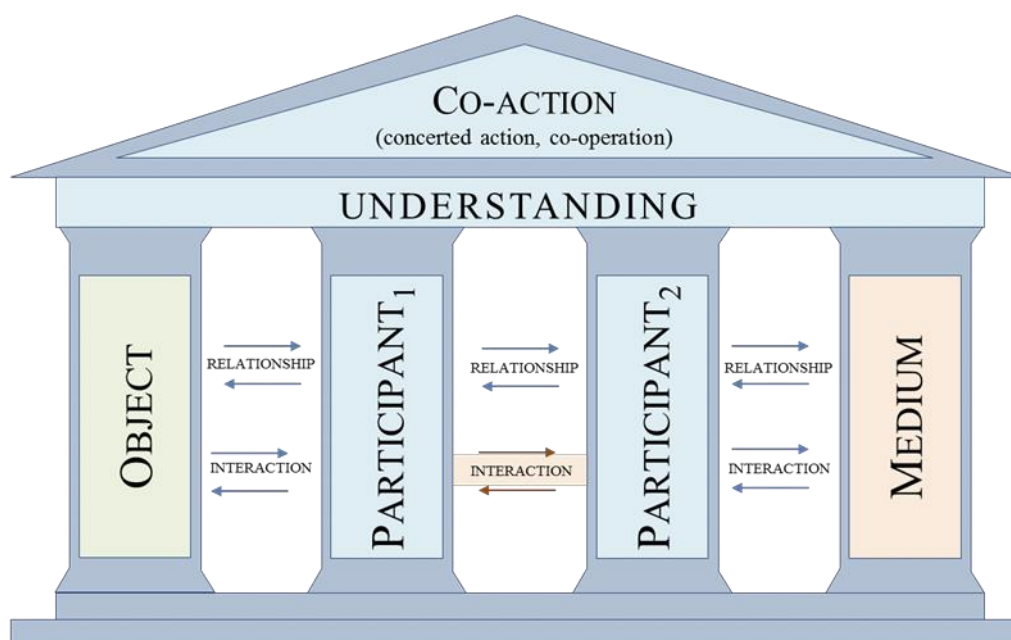 CO-ACTION
(concerted action, co-operation)
UNDERSTANDING
OBJECT
RELATIONSHIP
INTERACTION
PARTICIPANT1
RELATIONSHIP
INTERACTION
PARTICIPANT2
RELATIONSHIP
INTERACTION
MEDIUM